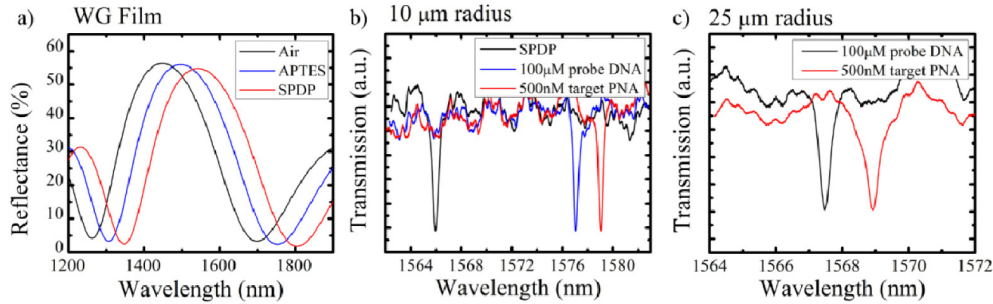 a) WG Film
Reflectance (%)
60
50
40
30
20
10
0
Air
APTES
SPDP
1200 1400 1600 1800
Wavelength (nm)
b) 10 μm radius
Transmission (a.u.)
SPDP
100μM probe DNA
500nM target PNA
1564 1568 1572 1576 1580
Wavelength (nm)
c) 25 μm radius
Transmission (a.u.)
100μM probe DNA
500nM target PNA
1564 1566 1568 1570 1572
Wavelength (nm)